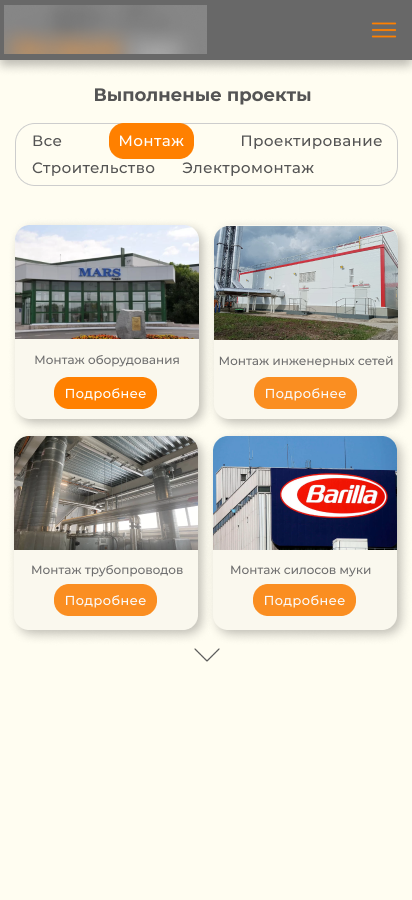 Выполненые проекты
Все Монтаж Проектирование
Строительство Электромонтаж
MARS
Монтаж оборудования
Монтаж инженерных сетей
Подробнее
Подробнее
Barilla
Монтаж трубопроводов
Монтаж силосов муки
Подробнее
Подробнее